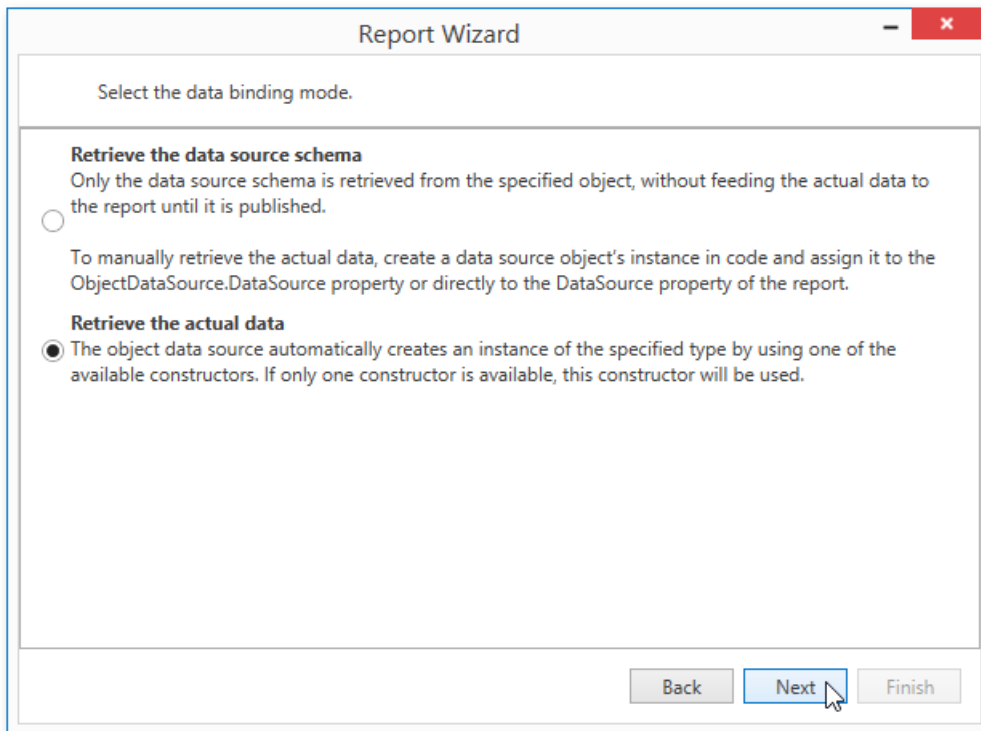 Report Wizard
Select the data binding mode.
Retrieve the data source schema
Only the data source schema is retrieved from the specified object, without feeding the actual data to
the report until it is published.
To manually retrieve the actual data, create a data source object's instance in code and assign it to the
ObjectDataSource.DataSource property or directly to the DataSource property of the report.
Retrieve the actual data
The object data source automatically creates an instance of the specified type by using one of the
available constructors. If only one constructor is available, this constructor will be used.
Back Next Finish